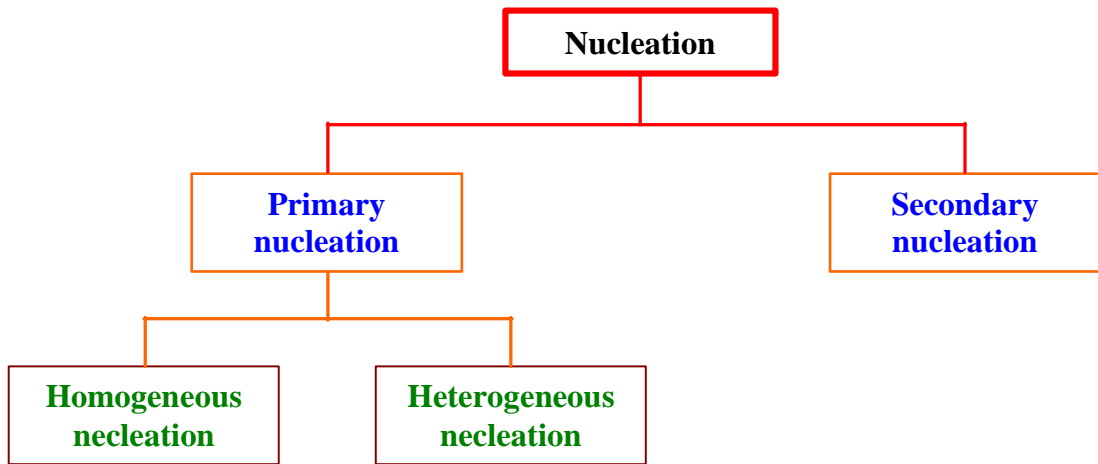 Nucleation
Primary
nucleation
Secondary
nucleation
Homogeneous
necleation
Heterogeneous
necleation